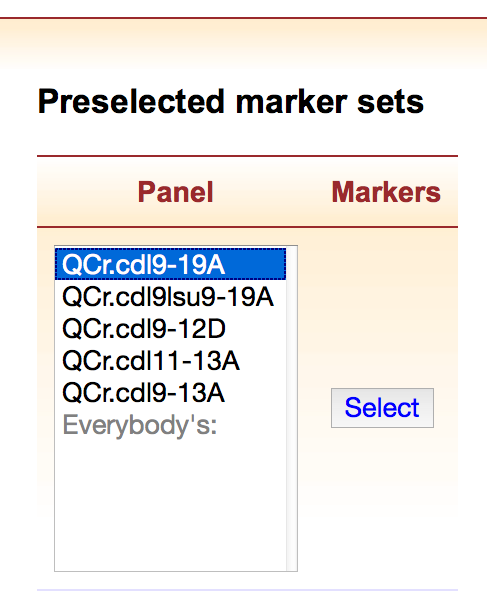 Preselected marker sets
Panel Markers
QCr.cdl9-19A
QCr.cdl9lsu9-19A
QCr.cdl9-12D
QCr.cdl11-13A
QCr.cdl9-13A
Everybody's:
Select